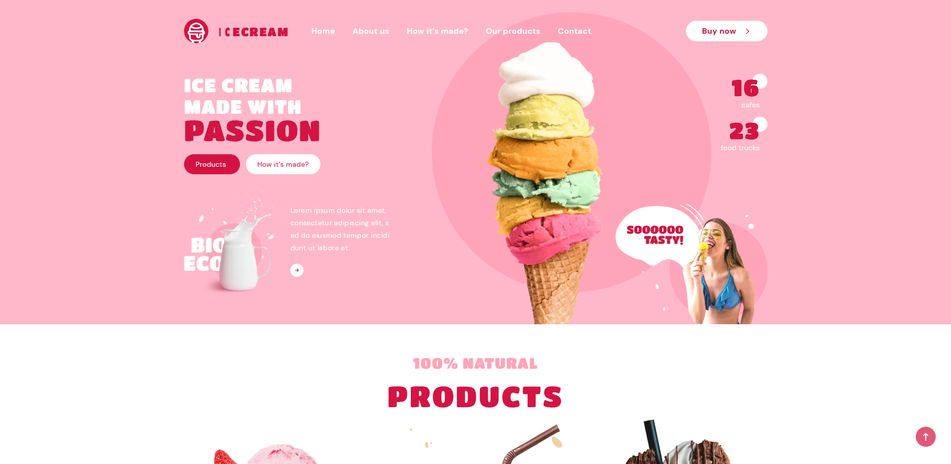 ICECREAM
Home About us How it's made? Our products Contact
Buy now
ICE CREAM
MADE WITH
PASSION
Products
How it's made?
16
cafés
23
food trucks
BIO
ECO
Lorem ipsum dolor sit amet,
consectetur adipiscing elit, s
ed do eiusmod tempor incidi
dunt ut labore et.
SOOOOOO
TASTY!
100% NATURAL
PRODUCTS